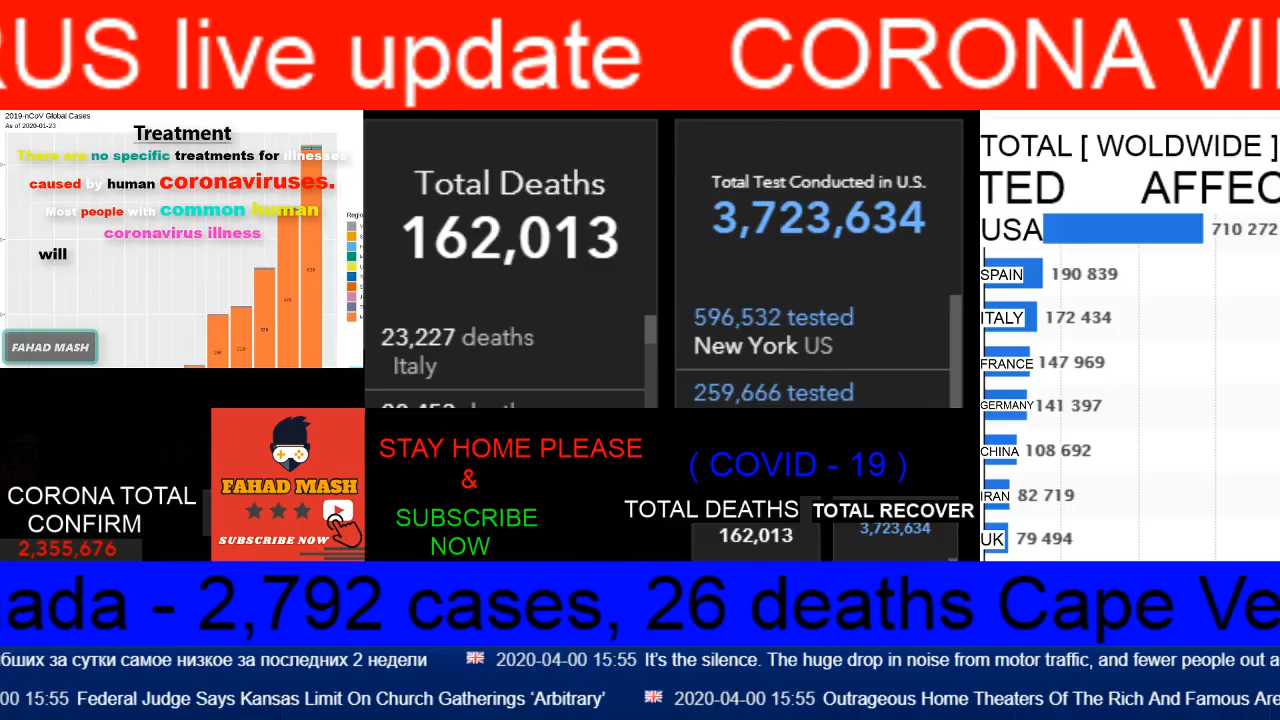 RUS live update CORONA VI
2019-nCoV Global Cases
As of 2020-01-23
Treatment
There are no specific treatments for illnesses
caused by human coronaviruses.
Most people with common human
coronavirus illness
will
FAHAD MASH
Total Deaths
162,013
23,227 deaths
Italy
deaths
Total Test Conducted in U.S.
3,723,634
596,532 tested
New York US
259,666 tested
TOTAL [ WOLDWIDE ]
TED AFFEC
USA 710 272
SPAIN 190 839
ITALY 172 434
FRANCE 147 969
GERMANY 141 397
CHINA 108 692
IRAN 82 719
UK 79 494
CORONA TOTAL
CONFIRM
2,355,676
FAHAD MASH
SUBSCRIBE NOW
STAY HOME PLEASE
&
SUBSCRIBE
NOW
( COVID - 19 )
TOTAL DEATHS
162,013
TOTAL RECOVER
3,723,634
nada - 2,792 cases, 26 deaths Cape Ve
бших за сутки самое низкое за последних 2 недели 2020-04-00 15:55 It's the silence. The huge drop in noise from motor traffic, and fewer people out a
00 15:55 Federal Judge Says Kansas Limit On Church Gatherings ‘Arbitrary’ 2020-04-00 15:55 Outrageous Home Theaters Of The Rich And Famous Are